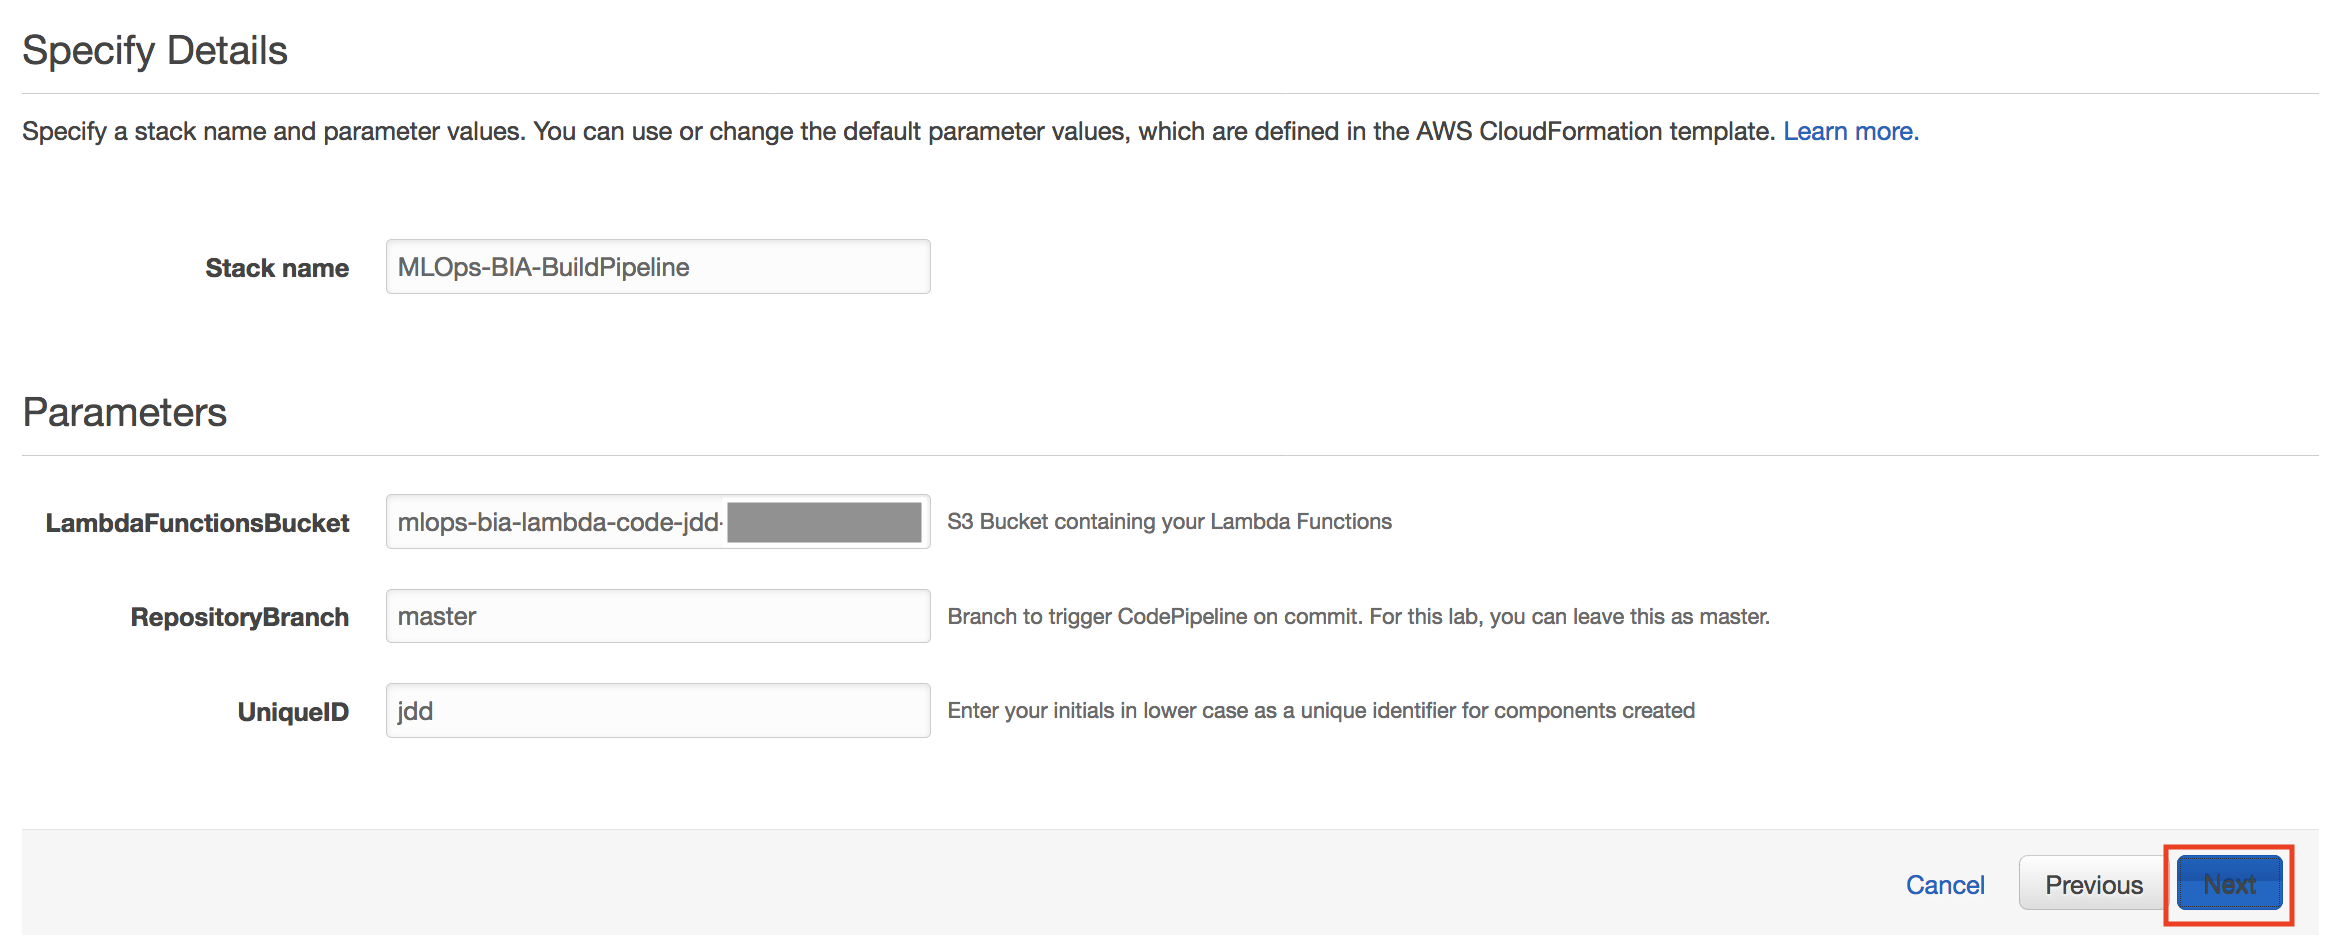 Specify Details
Specify a stack name and parameter values. You can use or change the default parameter values, which are defined in the AWS CloudFormation template. Learn more.
Stack name MLOps-BIA-BuildPipeline
Parameters
LambdaFunctionsBucket mlops-bia-lambda-code-jdd- S3 Bucket containing your Lambda Functions
RepositoryBranch master Branch to trigger CodePipeline on commit. For this lab, you can leave this as master.
UniqueID jdd Enter your initials in lower case as a unique identifier for components created
Cancel Previous Next